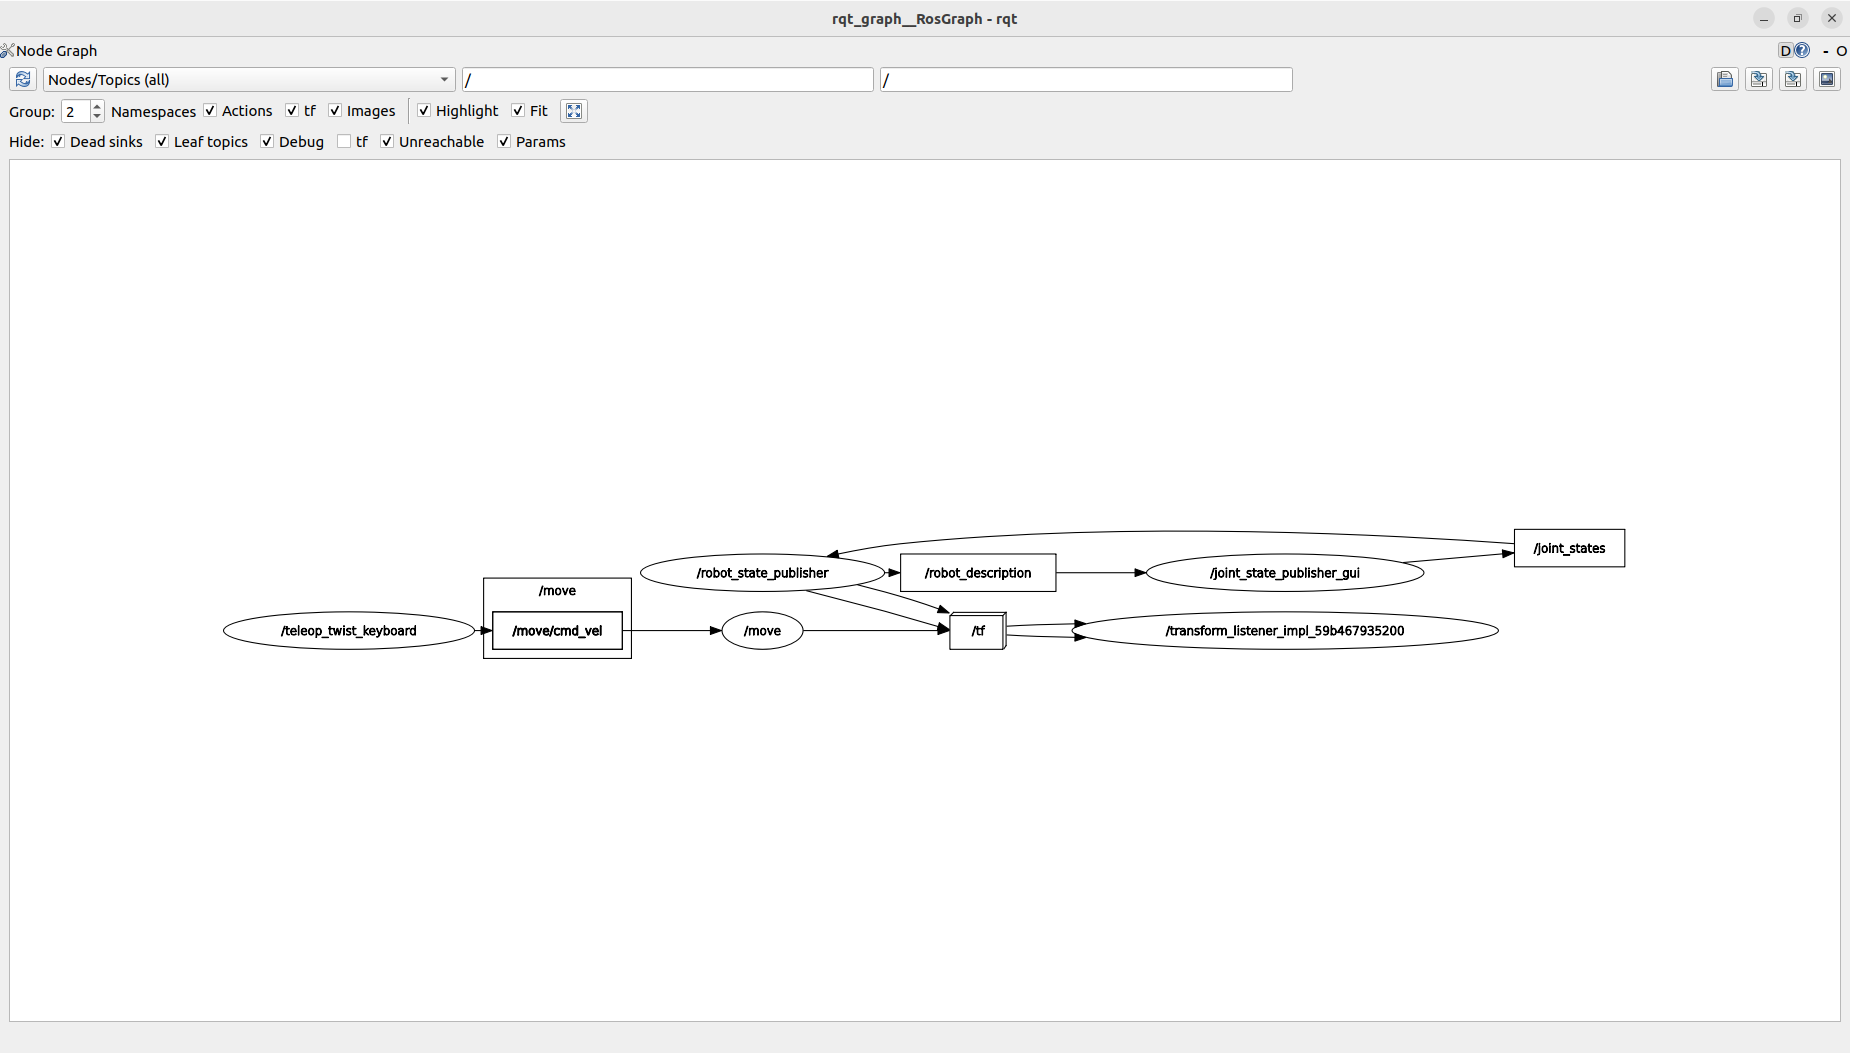 rqt_graph__RosGraph - rqt
Node Graph
D ? - O
Nodes/Topics (all) / /
Group: 2 Namespaces Actions tf Images Highlight Fit
Hide: Dead sinks Leaf topics Debug tf Unreachable Params
/joint_states
/robot_state_publisher /robot_description /joint_state_publisher_gui
/move
/teleop_twist_keyboard /move/cmd_vel /move /tf /transform_listener_impl_59b467935200